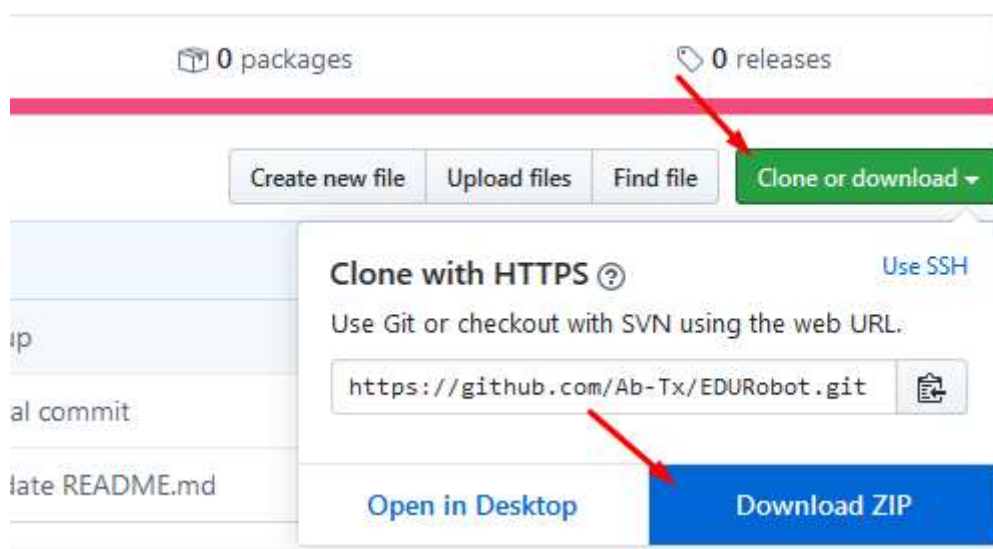 0 packages
0 releases
Create new file
Upload files
Find file
Clone or download
Clone with HTTPS
Use SSH
Use Git or checkout with SVN using the web URL.
up
https://github.com/Ab-Tx/EDURobot.git
al commit
date README.md
Open in Desktop
Download ZIP